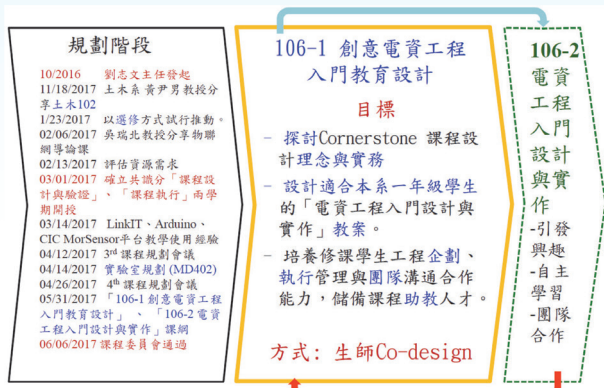 規劃階段
10/2016 劉志文主任發起
11/18/2017 土木系黃尹男教授分
享土木102
1/23/2017 以選修方式試行推動。
02/06/2017 吳瑞北教授分享物聯
網導論課
02/13/2017 評估資源需求
03/01/2017 確立共識分「課程設
計與驗證」、「課程執行」兩學
期開授
03/14/2017 LinkIT、Arduino、
CIC MorSensor平台教學使用經驗
04/12/2017 3rd 課程規劃會議
04/14/2017 實驗室規劃 (MD402)
04/26/2017 4th 課程規劃會議
05/31/2017 「106-1創意電資工程
入門教育設計」、「106-2電資
工程入門設計與實作」課綱
06/06/2017 課程委員會通過
106-1 創意電資工程
入門教育設計
目標
– 探討Cornerstone 課程設
計理念與實務
– 設計適合本系一年級學生
的「電資工程入門設計與
實作」教案。
– 培養修課學生工程企劃、
執行管理與團隊溝通合作
能力，儲備課程助教人才。
方式: 生師Co-design
106-2
電資
工程
入門
設計
與實
作
-引發
興趣
-自主
學習
-團隊
合作